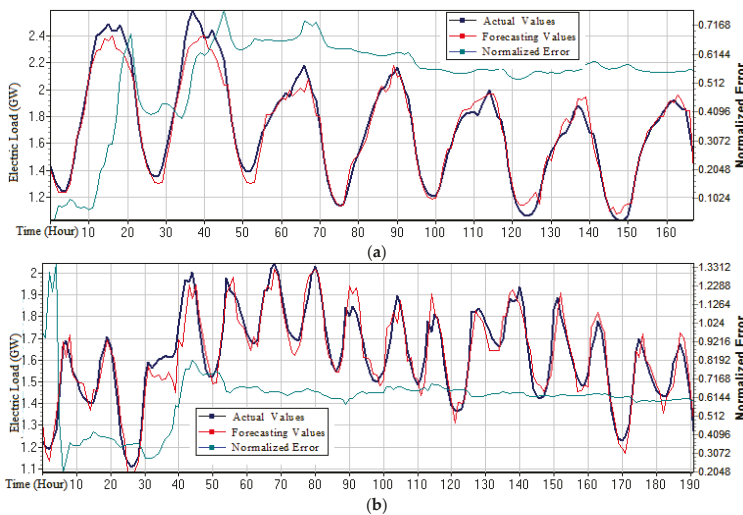 Electric Load (GW)
2.4
2.2
2
1.8
1.6
1.4
1.2
Actual Values
Forecasting Values
Normalized Error
0.7168
0.6144
0.512
0.4096
0.3072
0.2048
0.1024
Normalized Error
Time (Hour)
10 20 30 40 50 60 70 80 90 100 110 120 130 140 150 160
(a)
Electric Load (GW)
2
1.9
1.8
1.7
1.6
1.5
1.4
1.3
1.2
1.1
Actual Values
Forecasting Values
Normalized Error
1.3312
1.2288
1.1264
1.024
0.9216
0.8192
0.7168
0.6144
0.512
0.4096
0.3072
0.2048
Normalized Error
Time (Hour)
10 20 30 40 50 60 70 80 90 100 110 120 130 140 150 160 170 180 190
(b)